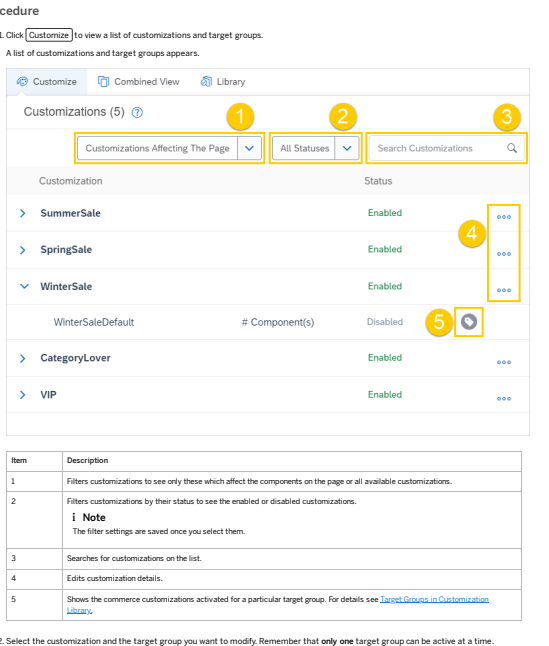 cedure
1. Click Customize to view a list of customizations and target groups.
A list of customizations and target groups appears.
Customize Combined View Library
Customizations (5) ?
1 2 3
Customizations Affecting The Page All Statuses Search Customizations
Customization Status
SummerSale Enabled
4
SpringSale Enabled
WinterSale Enabled
WinterSaleDefault # Component(s) Disabled 5
CategoryLover Enabled
VIP Enabled
Item Description
1 Filters customizations to see only these which affect the components on the page or all available customizations.
2 Filters customizations by their status to see the enabled or disabled customizations.
i Note
The filter settings are saved once you select them.
3 Searches for customizations on the list.
4 Edits customization details.
5 Shows the commerce customizations activated for a particular target group. For details see Target Groups in Customization
Library.
2. Select the customization and the target group you want to modify. Remember that only one target group can be active at a time.